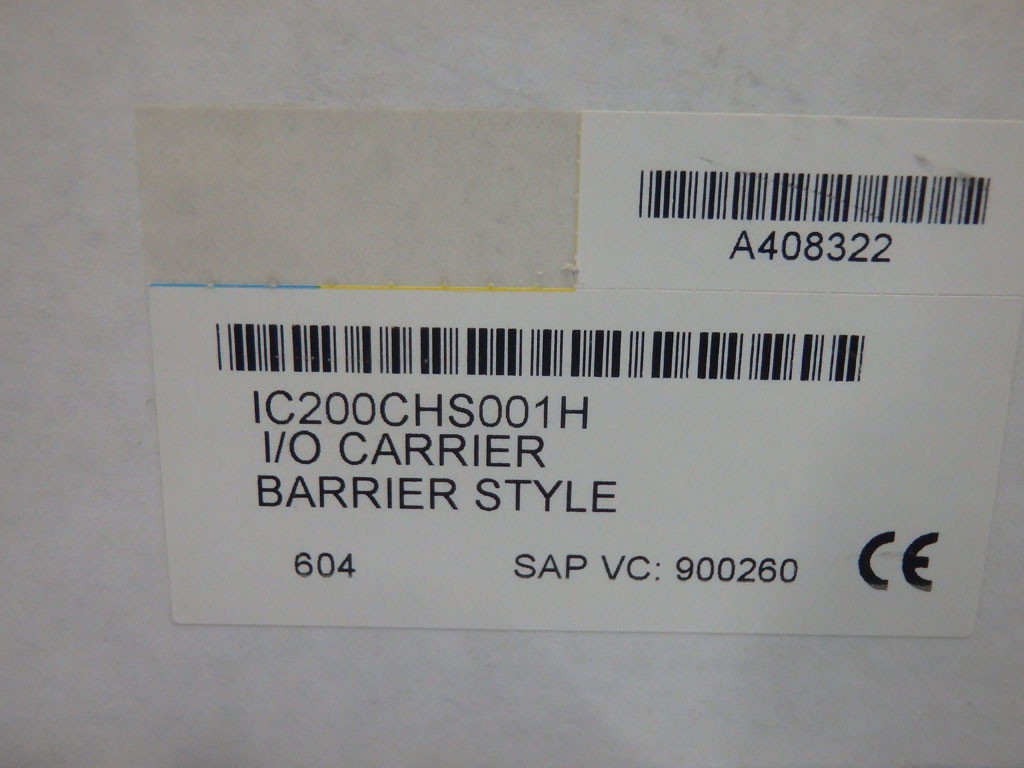 A408322
IC200CHS001H
I/O CARRIER
BARRIER STYLE
604 SAP VC: 900260 CE